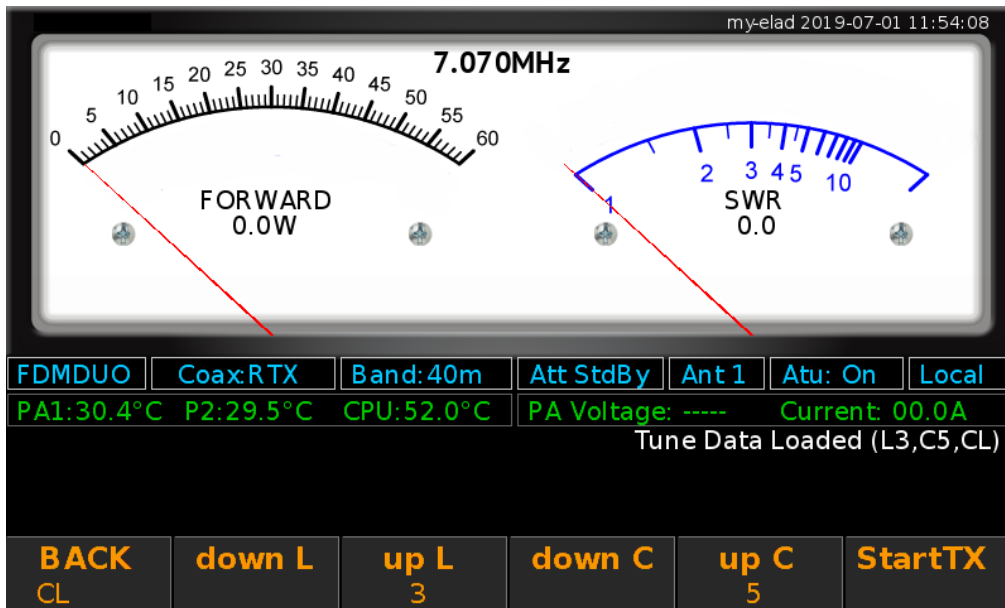 my-elad 2019-07-01 11:54:08
7.070MHz
0 5 10 15 20 25 30 35 40 45 50 55 60
1 2 3 4 5 10
FORWARD
0.0W
SWR
0.0
FDMDUO Coax:RTX Band:40m Att StdBy Ant 1 Atu: On Local
PA1:30.4°C P2:29.5°C CPU:52.0°C PA Voltage: ----- Current: 00.0A
Tune Data Loaded (L3,C5,CL)
BACK down L up L down C up C StartTX
CL 3 5